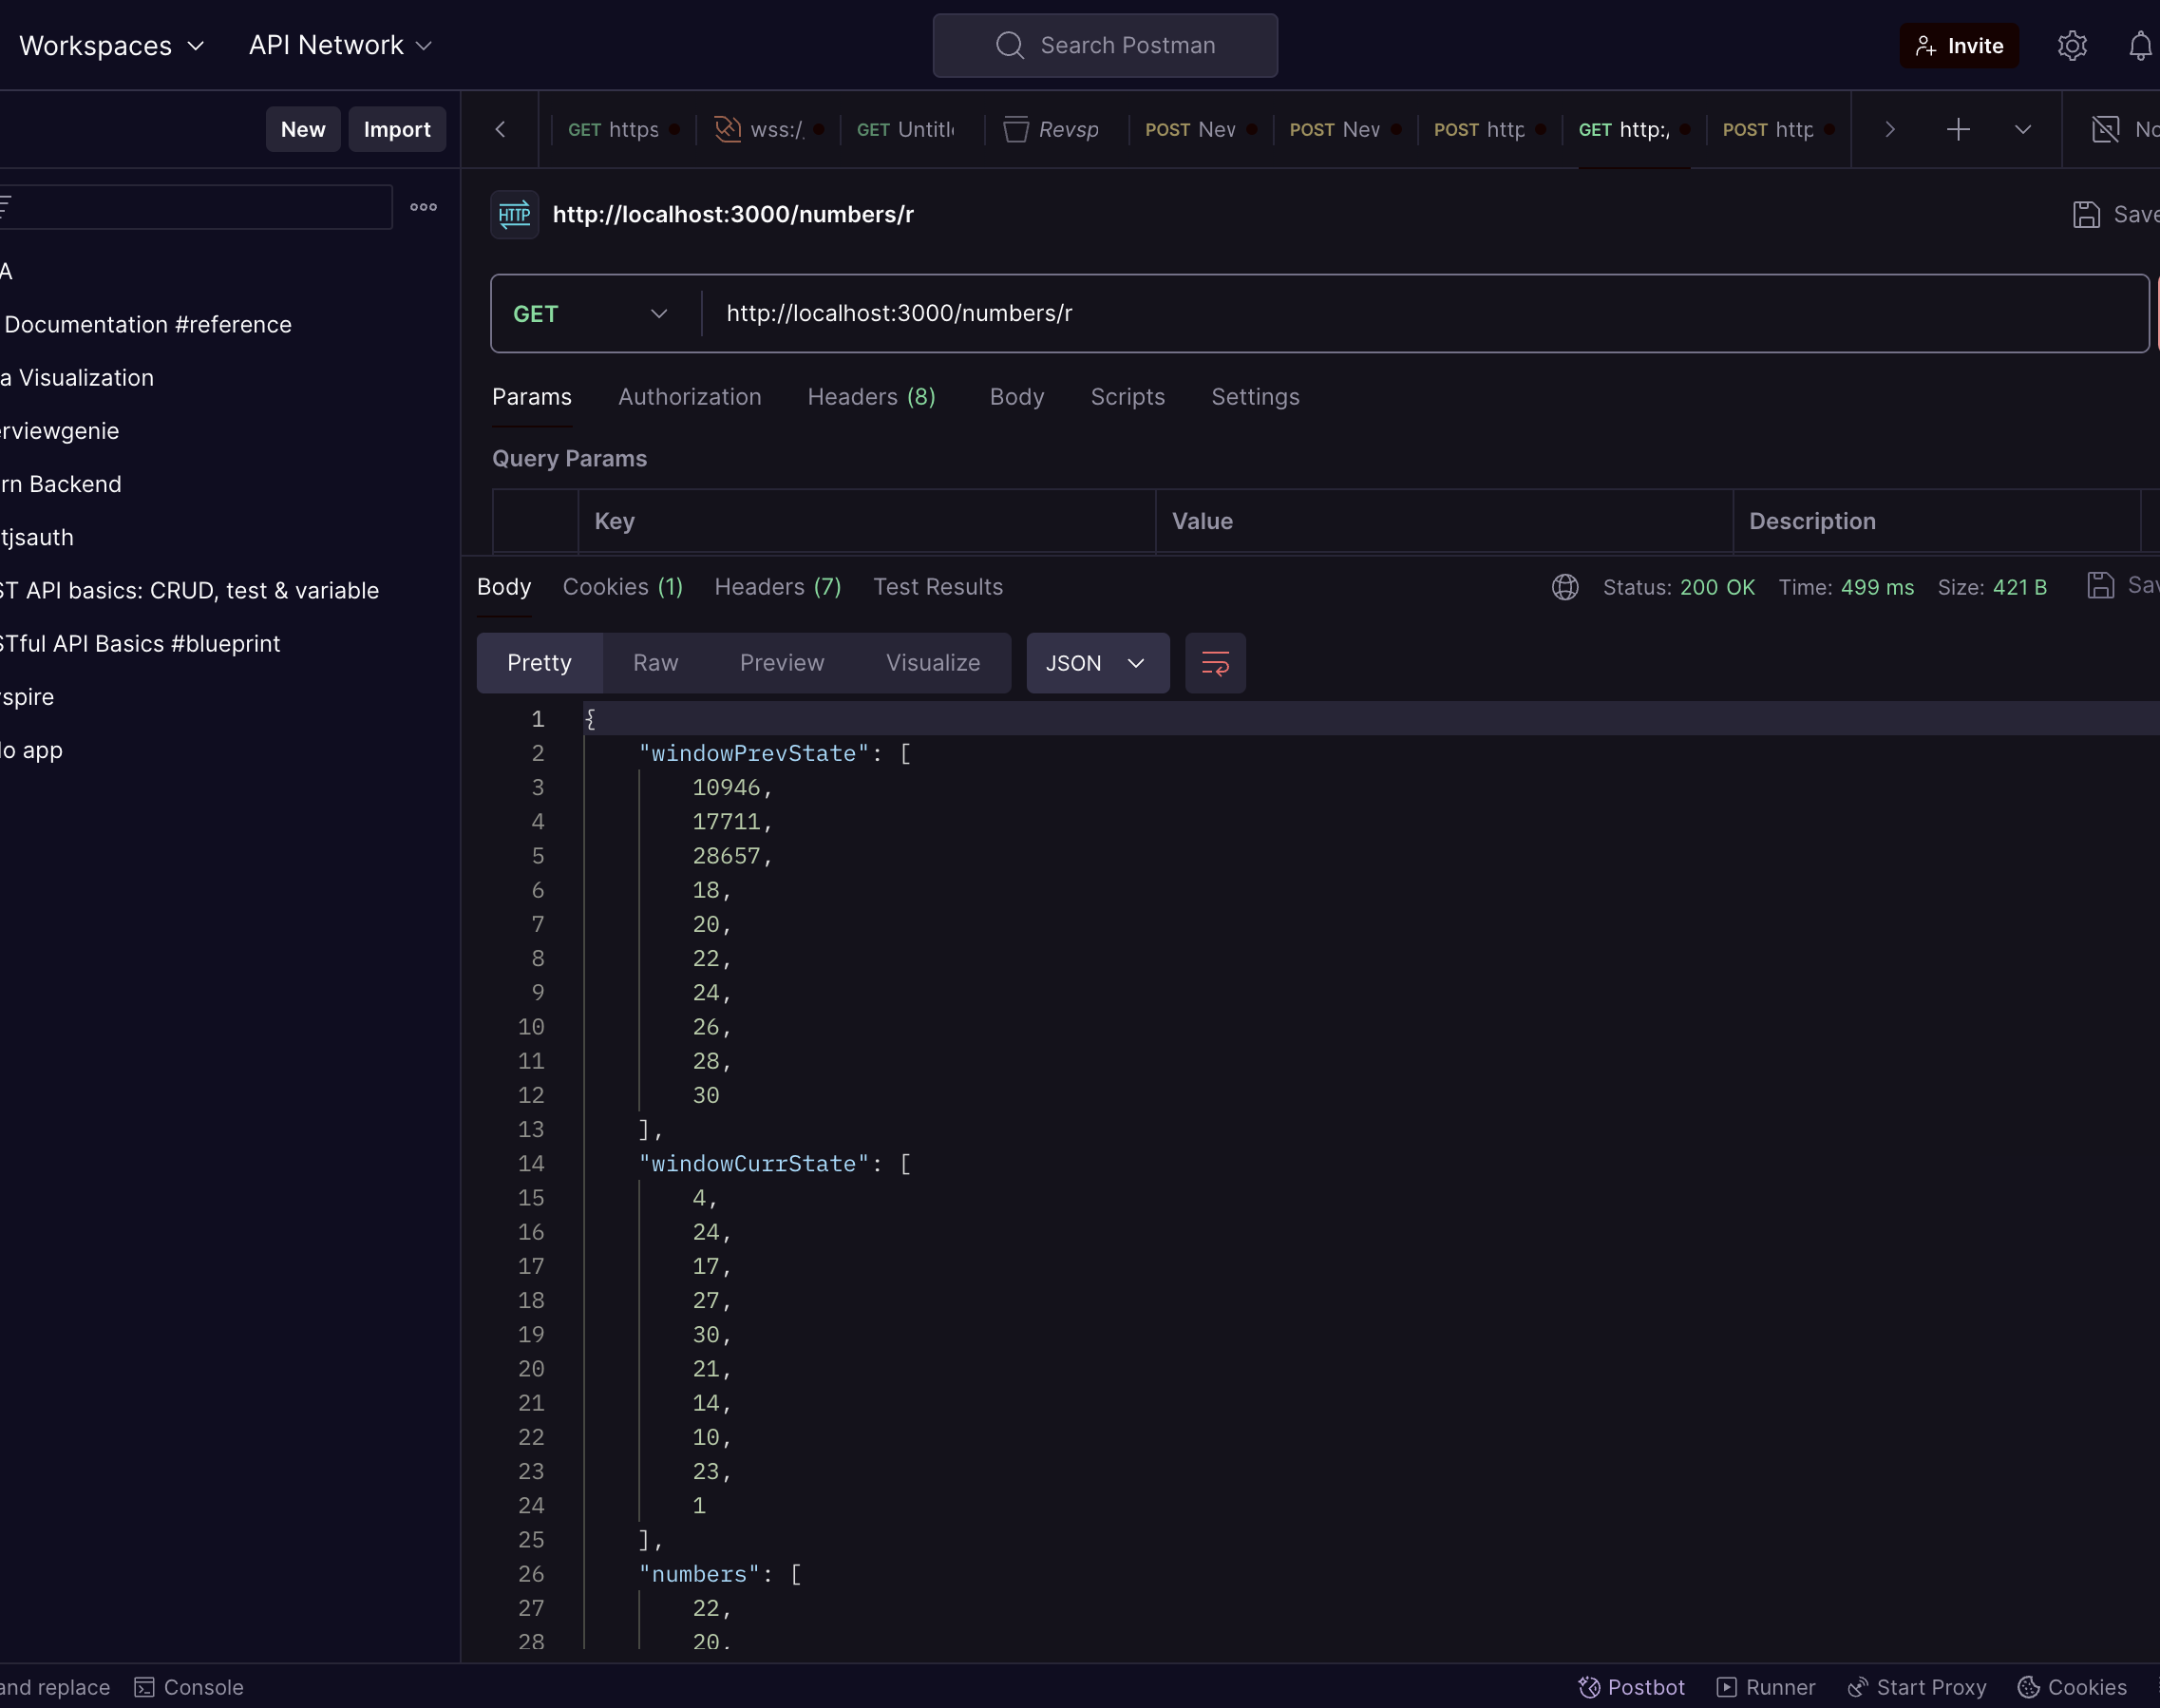 Workspaces API Network Search Postman Invite
New Import GET https wss:/ GET Untitl Revsp POST Nev POST Nev POST http GET http:/ POST http No
http://localhost:3000/numbers/r Save
A
Documentation #reference
GET http://localhost:3000/numbers/r
a Visualization
Params Authorization Headers (8) Body Scripts Settings
erviewgenie
Query Params
rn Backend
Key Value Description
tjsauth
Body Cookies (1) Headers (7) Test Results Status: 200 OK Time: 499 ms Size: 421 B Sav
ST API basics: CRUD, test & variable
STful API Basics #blueprint
Pretty Raw Preview Visualize JSON
spire
o app
1 {
2 "windowPrevState": [
3 10946,
4 17711,
5 28657,
6 18,
7 20,
8 22,
9 24,
10 26,
11 28,
12 30
13 ],
14 "windowCurrState": [
15 4,
16 24,
17 17,
18 27,
19 30,
20 21,
21 14,
22 10,
23 23,
24 1
25 ],
26 "numbers": [
27 22,
28 20,
and replace Console Postbot Runner Start Proxy Cookies